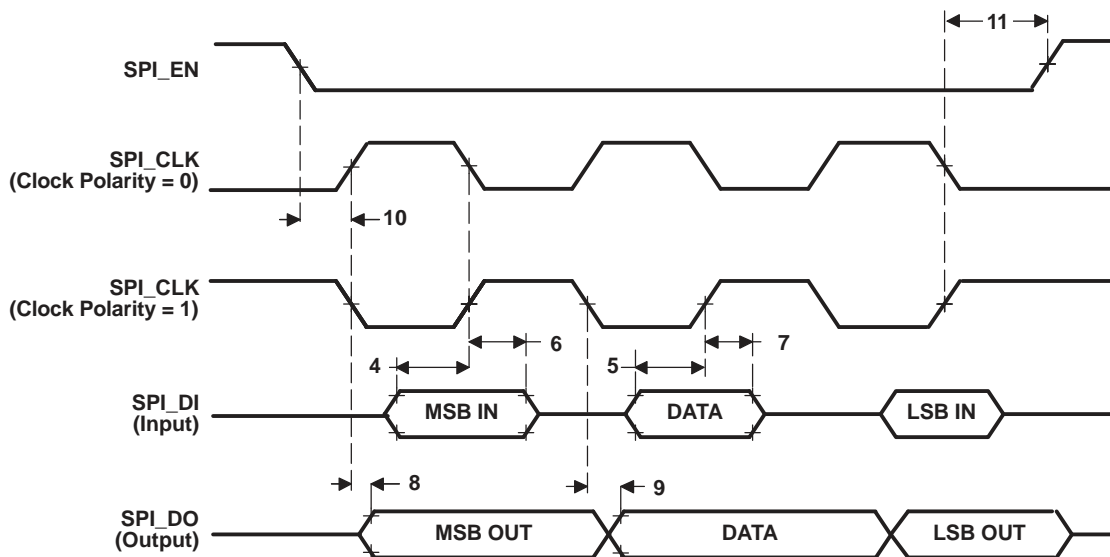 11
SPI_EN
SPI_CLK
(Clock Polarity = 0)
10
SPI_CLK
(Clock Polarity = 1)
6
7
4
5
SPI_DI
(Input)
MSB IN
DATA
LSB IN
8
9
SPI_DO
(Output)
MSB OUT
DATA
LSB OUT